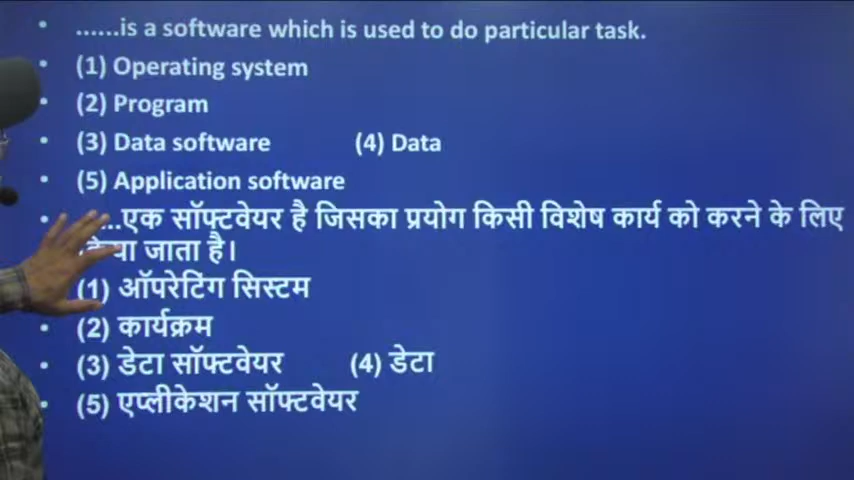 • ......is a software which is used to do particular task.
• (1) Operating system
• (2) Program
• (3) Data software (4) Data
• (5) Application software
• ...एक सॉफ्टवेयर है जिसका प्रयोग किसी विशेष कार्य को करने के लिए
जाता है।
(1) ऑपरेटिंग सिस्टम
• (2) कार्यक्रम
• (3) डेटा सॉफ्टवेयर (4) डेटा
• (5) एप्लीकेशन सॉफ्टवेयर